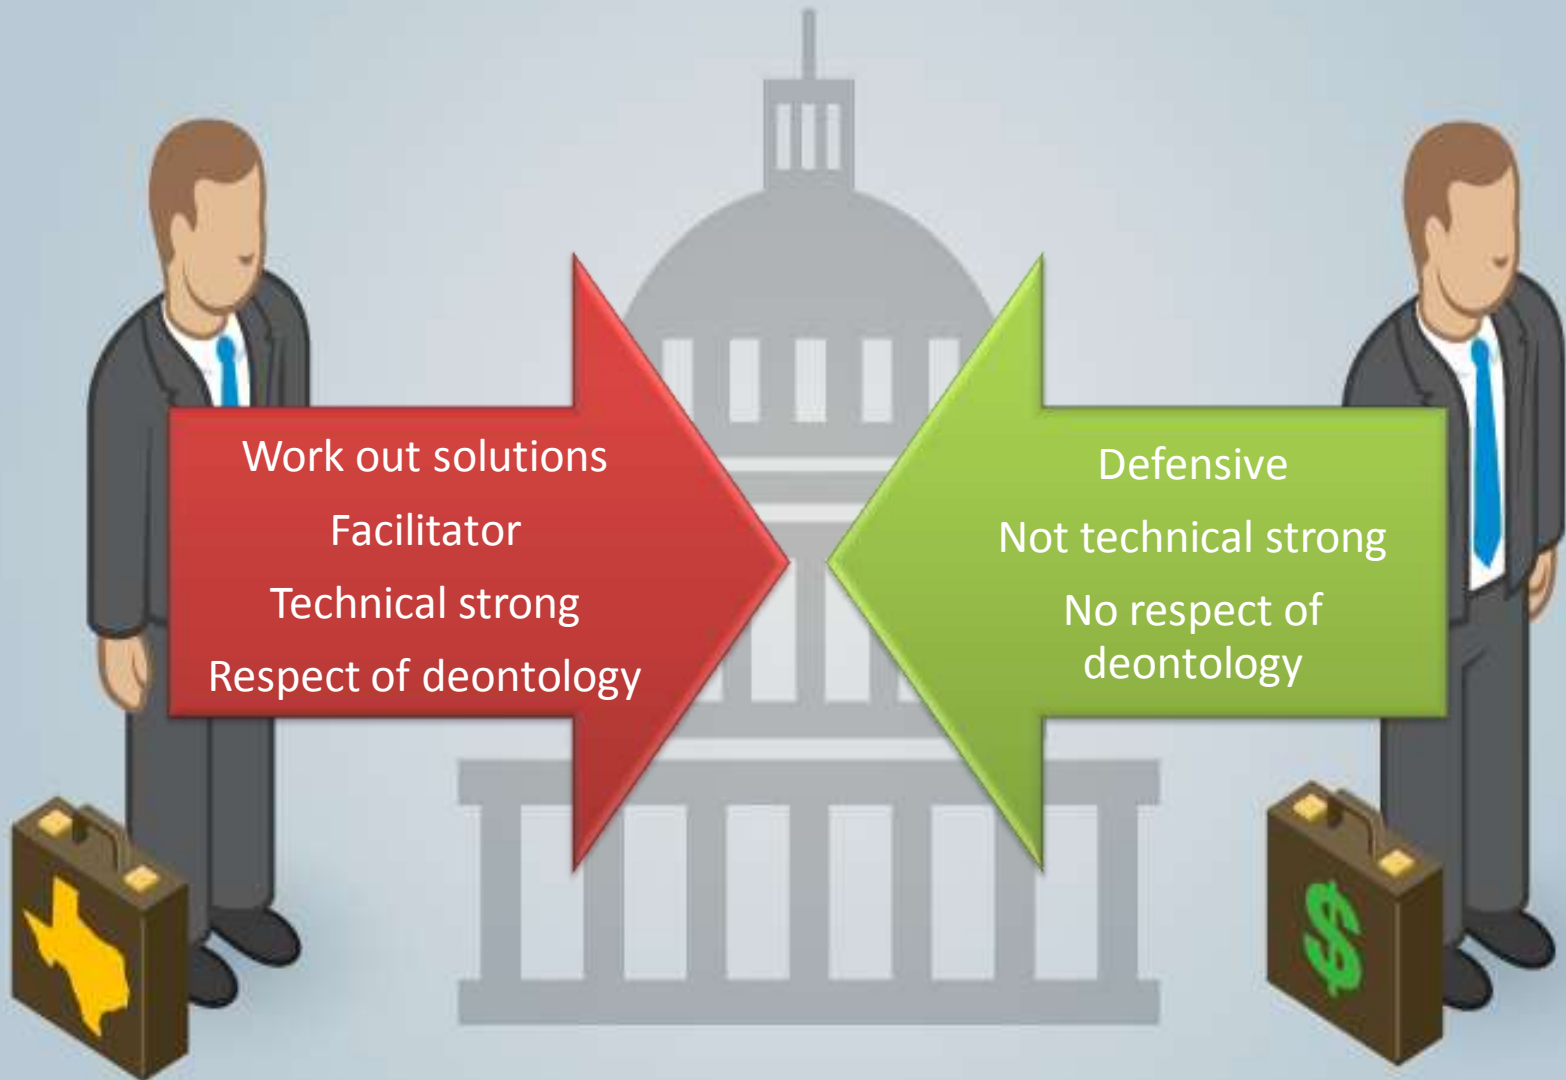 Work out solutions
Facilitator
Technical strong
Respect of deontology
Defensive
Not technical strong
No respect of
deontology
$